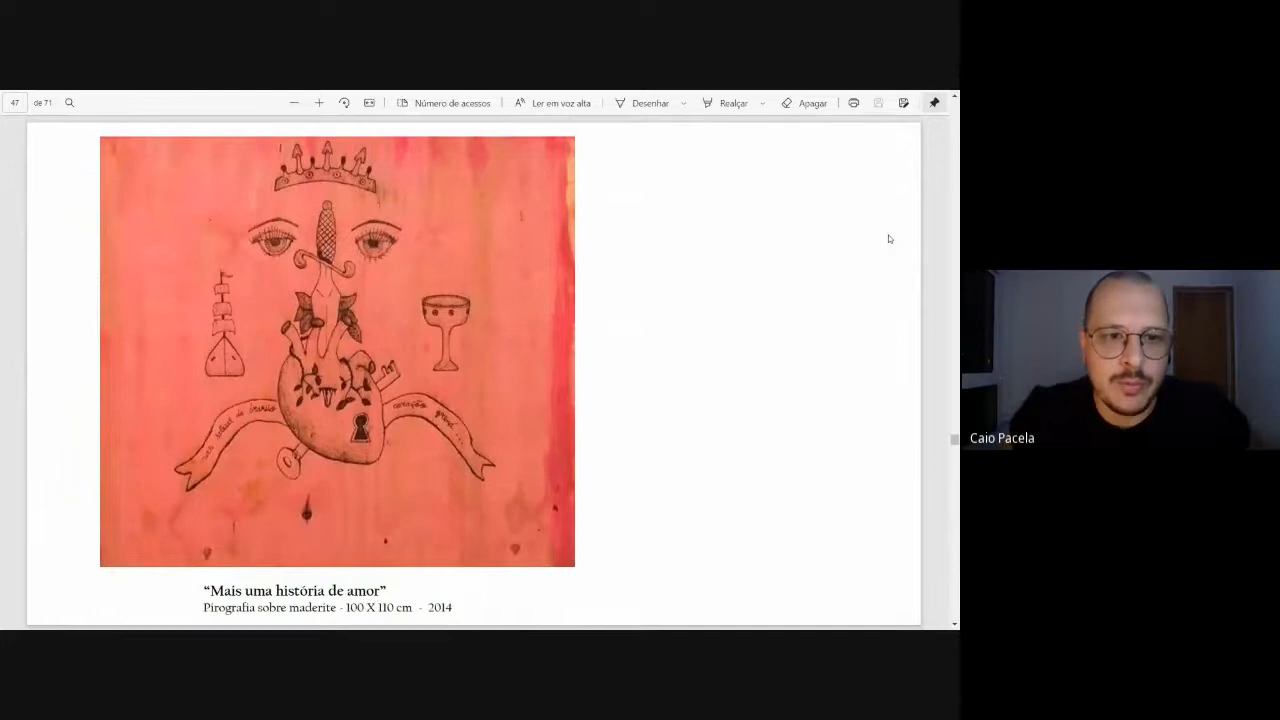 47 de 71 Número de acessos Ler em voz alta Desenhar Realçar Apagar
coração
“Mais uma história de amor”
Pirografia sobre maderite - 100 X 110 cm - 2014
Caio Pacela